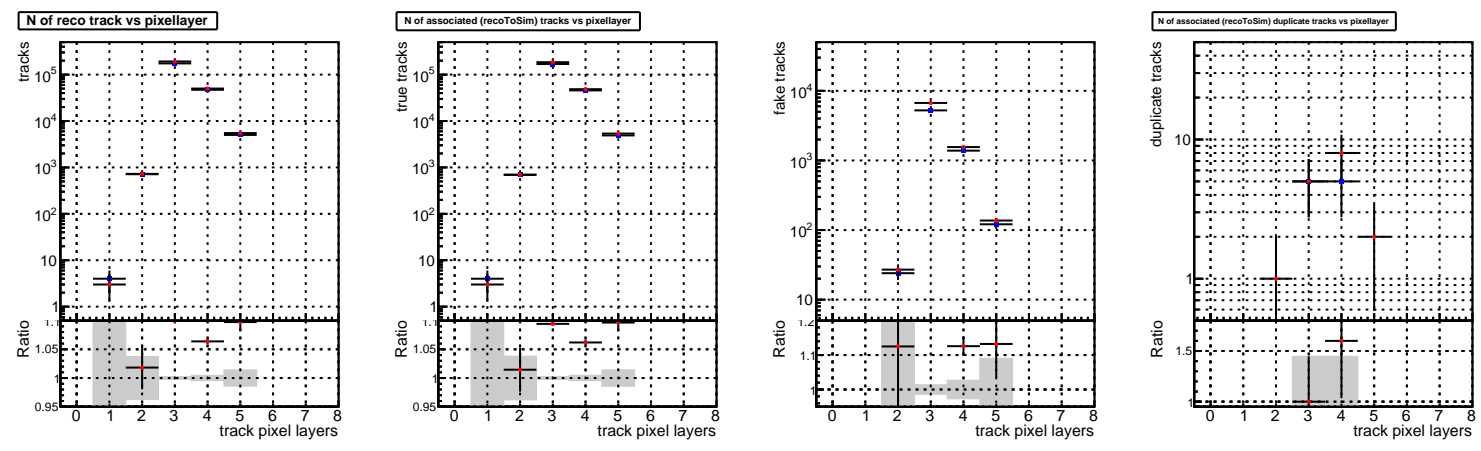 N of reco track vs pixellayer
tracks
10^5
10^4
10^3
10^2
10
1
Ratio
1.1
1.05
1
0.95
0 1 2 3 4 5 6 7 8
track pixel layers
N of associated (recoToSim) tracks vs pixellayer
true tracks
10^5
10^4
10^3
10^2
10
1
Ratio
1.1
1.05
1
0.95
0 1 2 3 4 5 6 7 8
track pixel layers
fake tracks
10^4
10^3
10^2
10
Ratio
1.2
1.1
1
0 1 2 3 4 5 6 7 8
track pixel layers
N of associated (recoToSim) duplicate tracks vs pixellayer
duplicate tracks
10
1
Ratio
1.5
1
0 1 2 3 4 5 6 7 8
track pixel layers